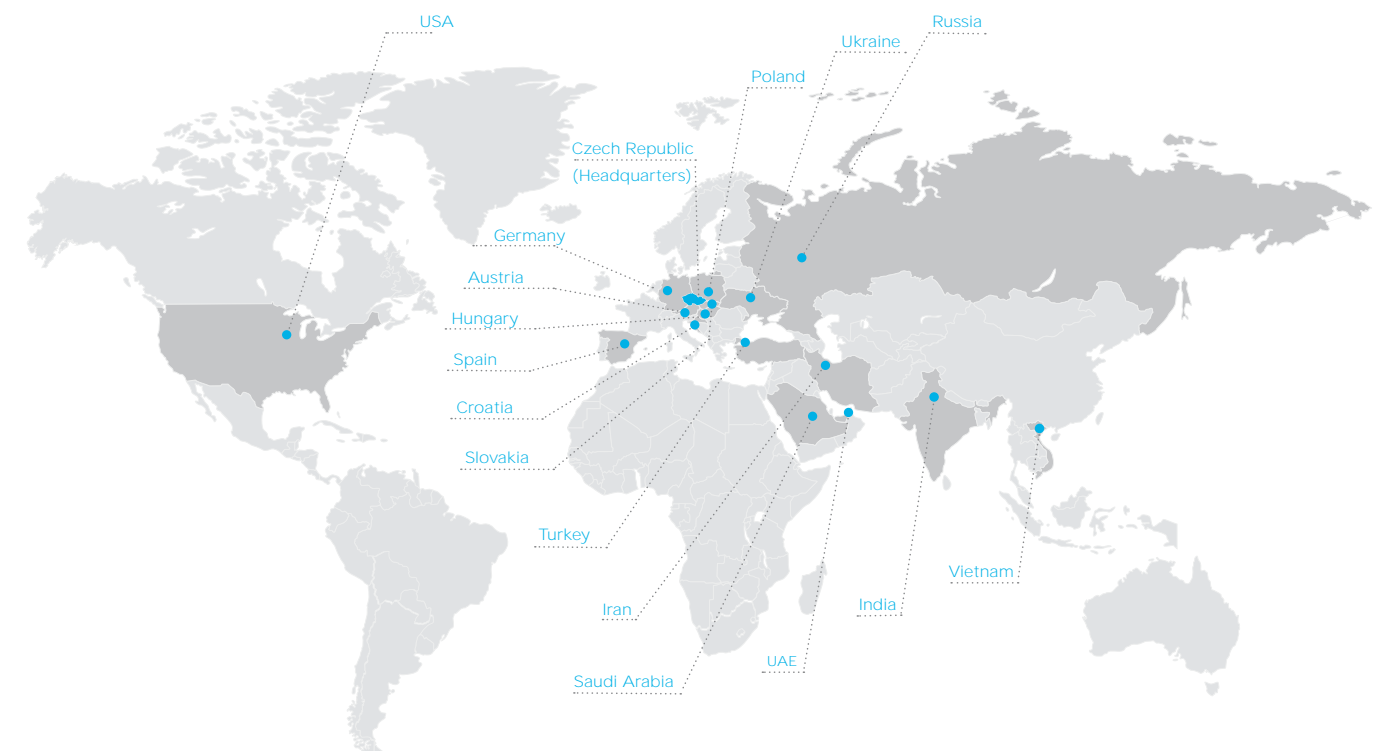 USA
Russia
Ukraine
Poland
Czech Republic
(Headquarters)
Germany
Austria
Hungary
Spain
Croatia
Slovakia
Turkey
Iran
Saudi Arabia
UAE
India
Vietnam